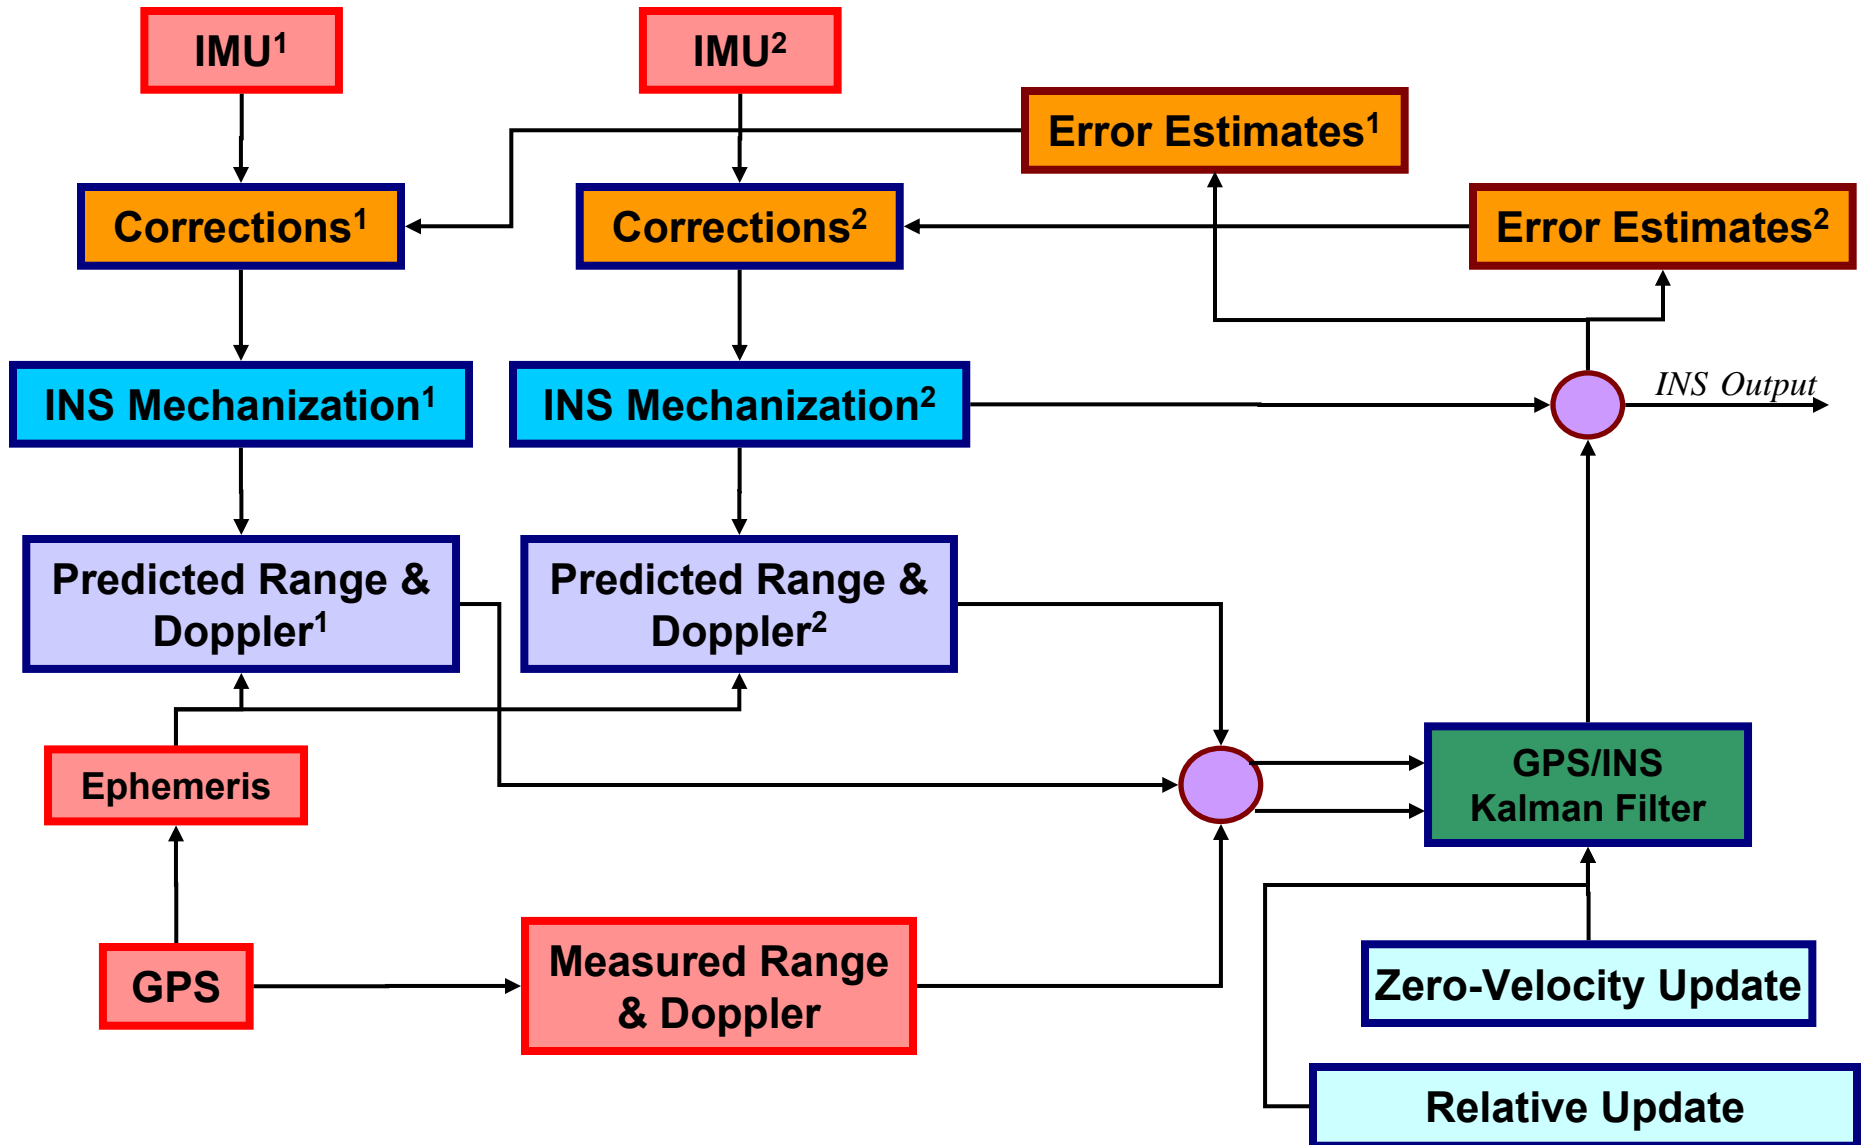 IMU¹
IMU²
Error Estimates¹
Corrections¹
Corrections²
Error Estimates²
INS Mechanization¹
INS Mechanization²
INS Output
Predicted Range &
Doppler¹
Predicted Range &
Doppler²
Ephemeris
GPS/INS
Kalman Filter
GPS
Measured Range
& Doppler
Zero-Velocity Update
Relative Update